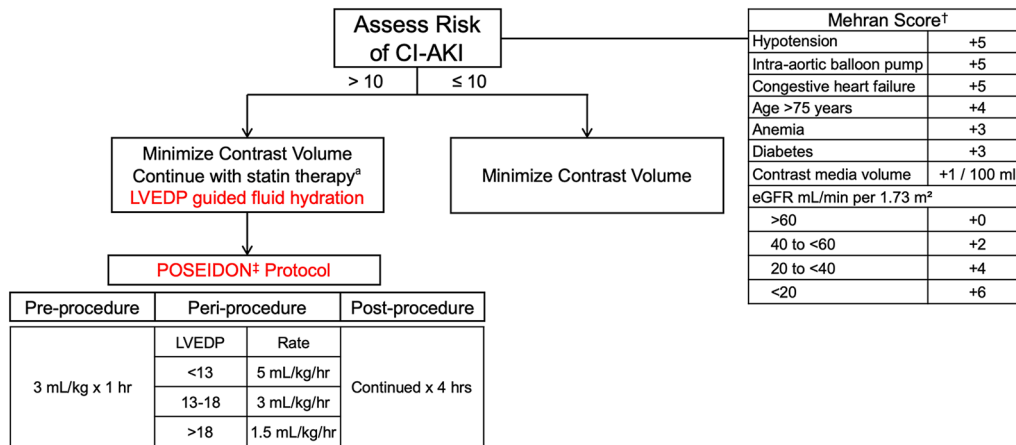 Assess Risk
of CI-AKI
> 10
≤ 10
Minimize Contrast Volume
Continue with statin therapyᵃ
LVEDP guided fluid hydration
Minimize Contrast Volume
POSEIDON‡ Protocol
Pre-procedure Peri-procedure Post-procedure
LVEDP Rate
<13 5 mL/kg/hr
3 mL/kg x 1 hr 13-18 3 mL/kg/hr Continued x 4 hrs
>18 1.5 mL/kg/hr
Mehran Score†
Hypotension +5
Intra-aortic balloon pump +5
Congestive heart failure +5
Age >75 years +4
Anemia +3
Diabetes +3
Contrast media volume +1 / 100 ml
eGFR mL/min per 1.73 m²
>60 +0
40 to <60 +2
20 to <40 +4
<20 +6